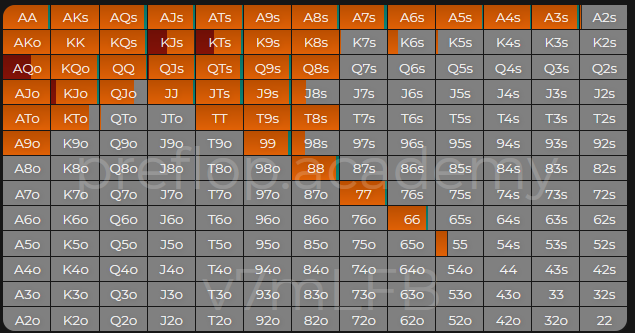 AA AKs AQs AJs ATs A9s A8s A7s A6s A5s A4s A3s A2s
AKo KK KQs KJs KTs K9s K8s K7s K6s K5s K4s K3s K2s
AQo KQo QQ QJs QTs Q9s Q8s Q7s Q6s Q5s Q4s Q3s Q2s
AJo KJo QJo JJ JTs J9s J8s J7s J6s J5s J4s J3s J2s
ATo KTo QTo JTo TT T9s T8s T7s T6s T5s T4s T3s T2s
A9o K9o Q9o J9o T9o 99 98s 97s 96s 95s 94s 93s 92s
A8o K8o Q8o J8o T8o 98o 88 87s 86s 85s 84s 83s 82s
preflop.academy
A7o K7o Q7o J7o T7o 97o 87o 77 76s 75s 74s 73s 72s
A6o K6o Q6o J6o T6o 96o 86o 76o 66 65s 64s 63s 62s
A5o K5o Q5o J5o T5o 95o 85o 75o 65o 55 54s 53s 52s
A4o K4o Q4o J4o T4o 94o 84o 74o 64o 54o 44 43s 42s
v7mLFB
A3o K3o Q3o J3o T3o 93o 83o 73o 63o 53o 43o 33 32s
A2o K2o Q2o J2o T2o 92o 82o 72o 62o 52o 42o 32o 22